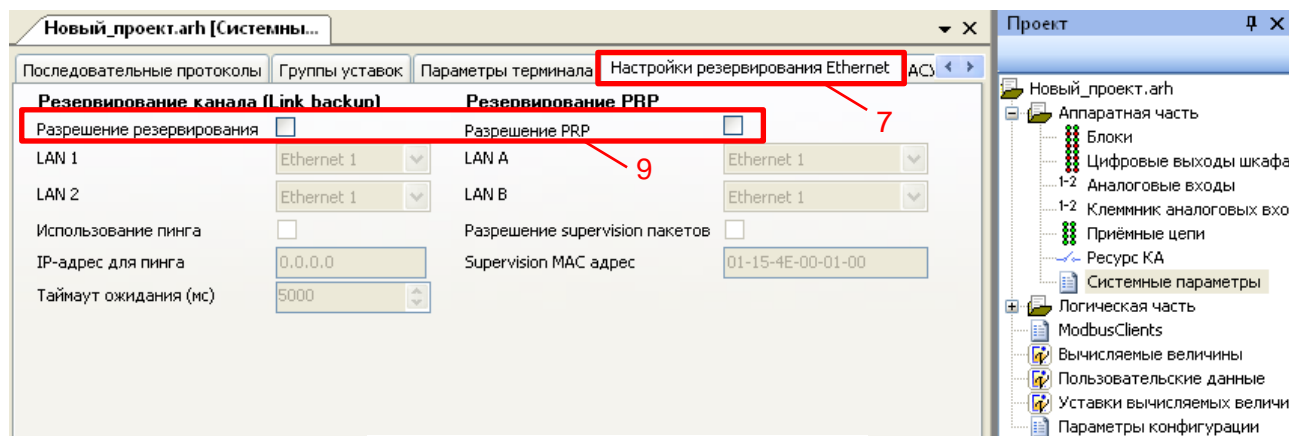 Новый_проект.arh [Системны...
Последовательные протоколы
Группы уставок
Параметры терминала
Настройки резервирования Ethernet
АСУ
Резервирование канала (Link backup)
Резервирование PRP
Разрешение резервирования
Разрешение PRP
7
9
LAN 1
Ethernet 1
LAN A
Ethernet 1
LAN 2
Ethernet 1
LAN B
Ethernet 1
Использование пинга
Разрешение supervision пакетов
IP-адрес для пинга
0.0.0.0
Supervision MAC адрес
01-15-4E-00-01-00
Таймаут ожидания (мс)
5000
Проект
Новый_проект.arh
Аппаратная часть
Блоки
Цифровые выходы шкафа
1-2 Аналоговые входы
1-2 Клеммник аналоговых вхо
Приёмные цепи
Ресурс КА
Системные параметры
Логическая часть
ModbusClients
Вычисляемые величины
Пользовательские данные
Уставки вычисляемых величи
Параметры конфигурации